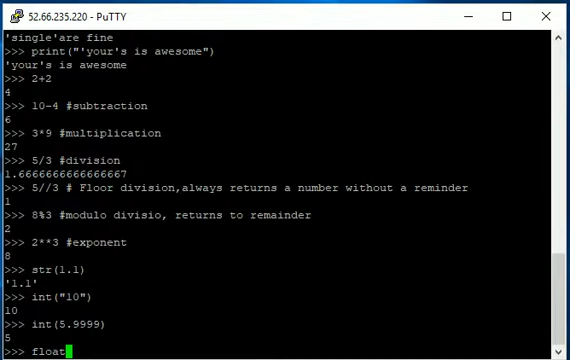 52.66.235.220 - PuTTY
'single'are fine
>>> print("'your's is awesome")
'your's is awesome
>>> 2+2
4
>>> 10-4 #subtraction
6
>>> 3*9 #multiplication
27
>>> 5/3 #division
1.6666666666666667
>>> 5//3 # Floor division,always returns a number without a reminder
1
>>> 8%3 #modulo divisio, returns to remainder
2
>>> 2**3 #exponent
8
>>> str(1.1)
'1.1'
>>> int("10")
10
>>> int(5.9999)
5
>>> float